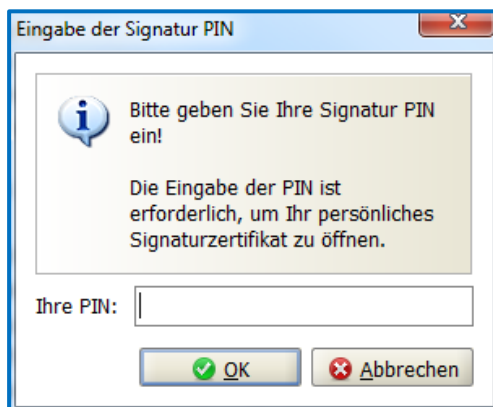 Eingabe der Signatur PIN
Bitte geben Sie Ihre Signatur PIN
ein!
Die Eingabe der PIN ist
erforderlich, um Ihr persönliches
Signaturzertifikat zu öffnen.
Ihre PIN:
OK
Abbrechen